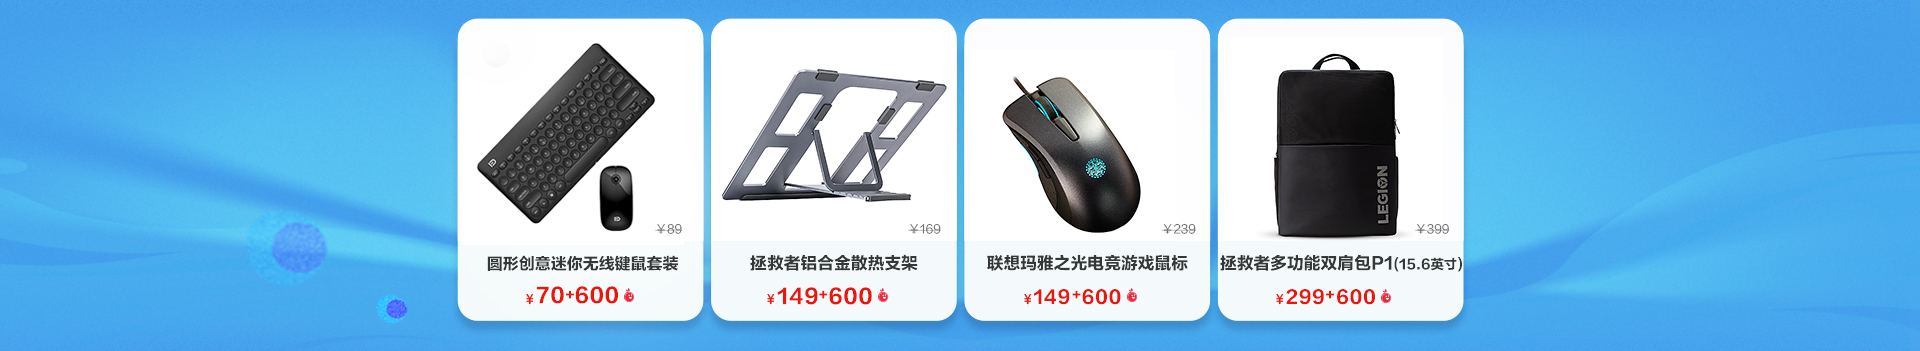 ¥89
圆形创意迷你无线键鼠套装
¥70+600
¥169
拯救者铝合金散热支架
¥149+600
¥239
联想玛雅之光电竞游戏鼠标
¥149+600
LEGION
¥399
拯救者多功能双肩包P1(15.6英寸)
¥299+600